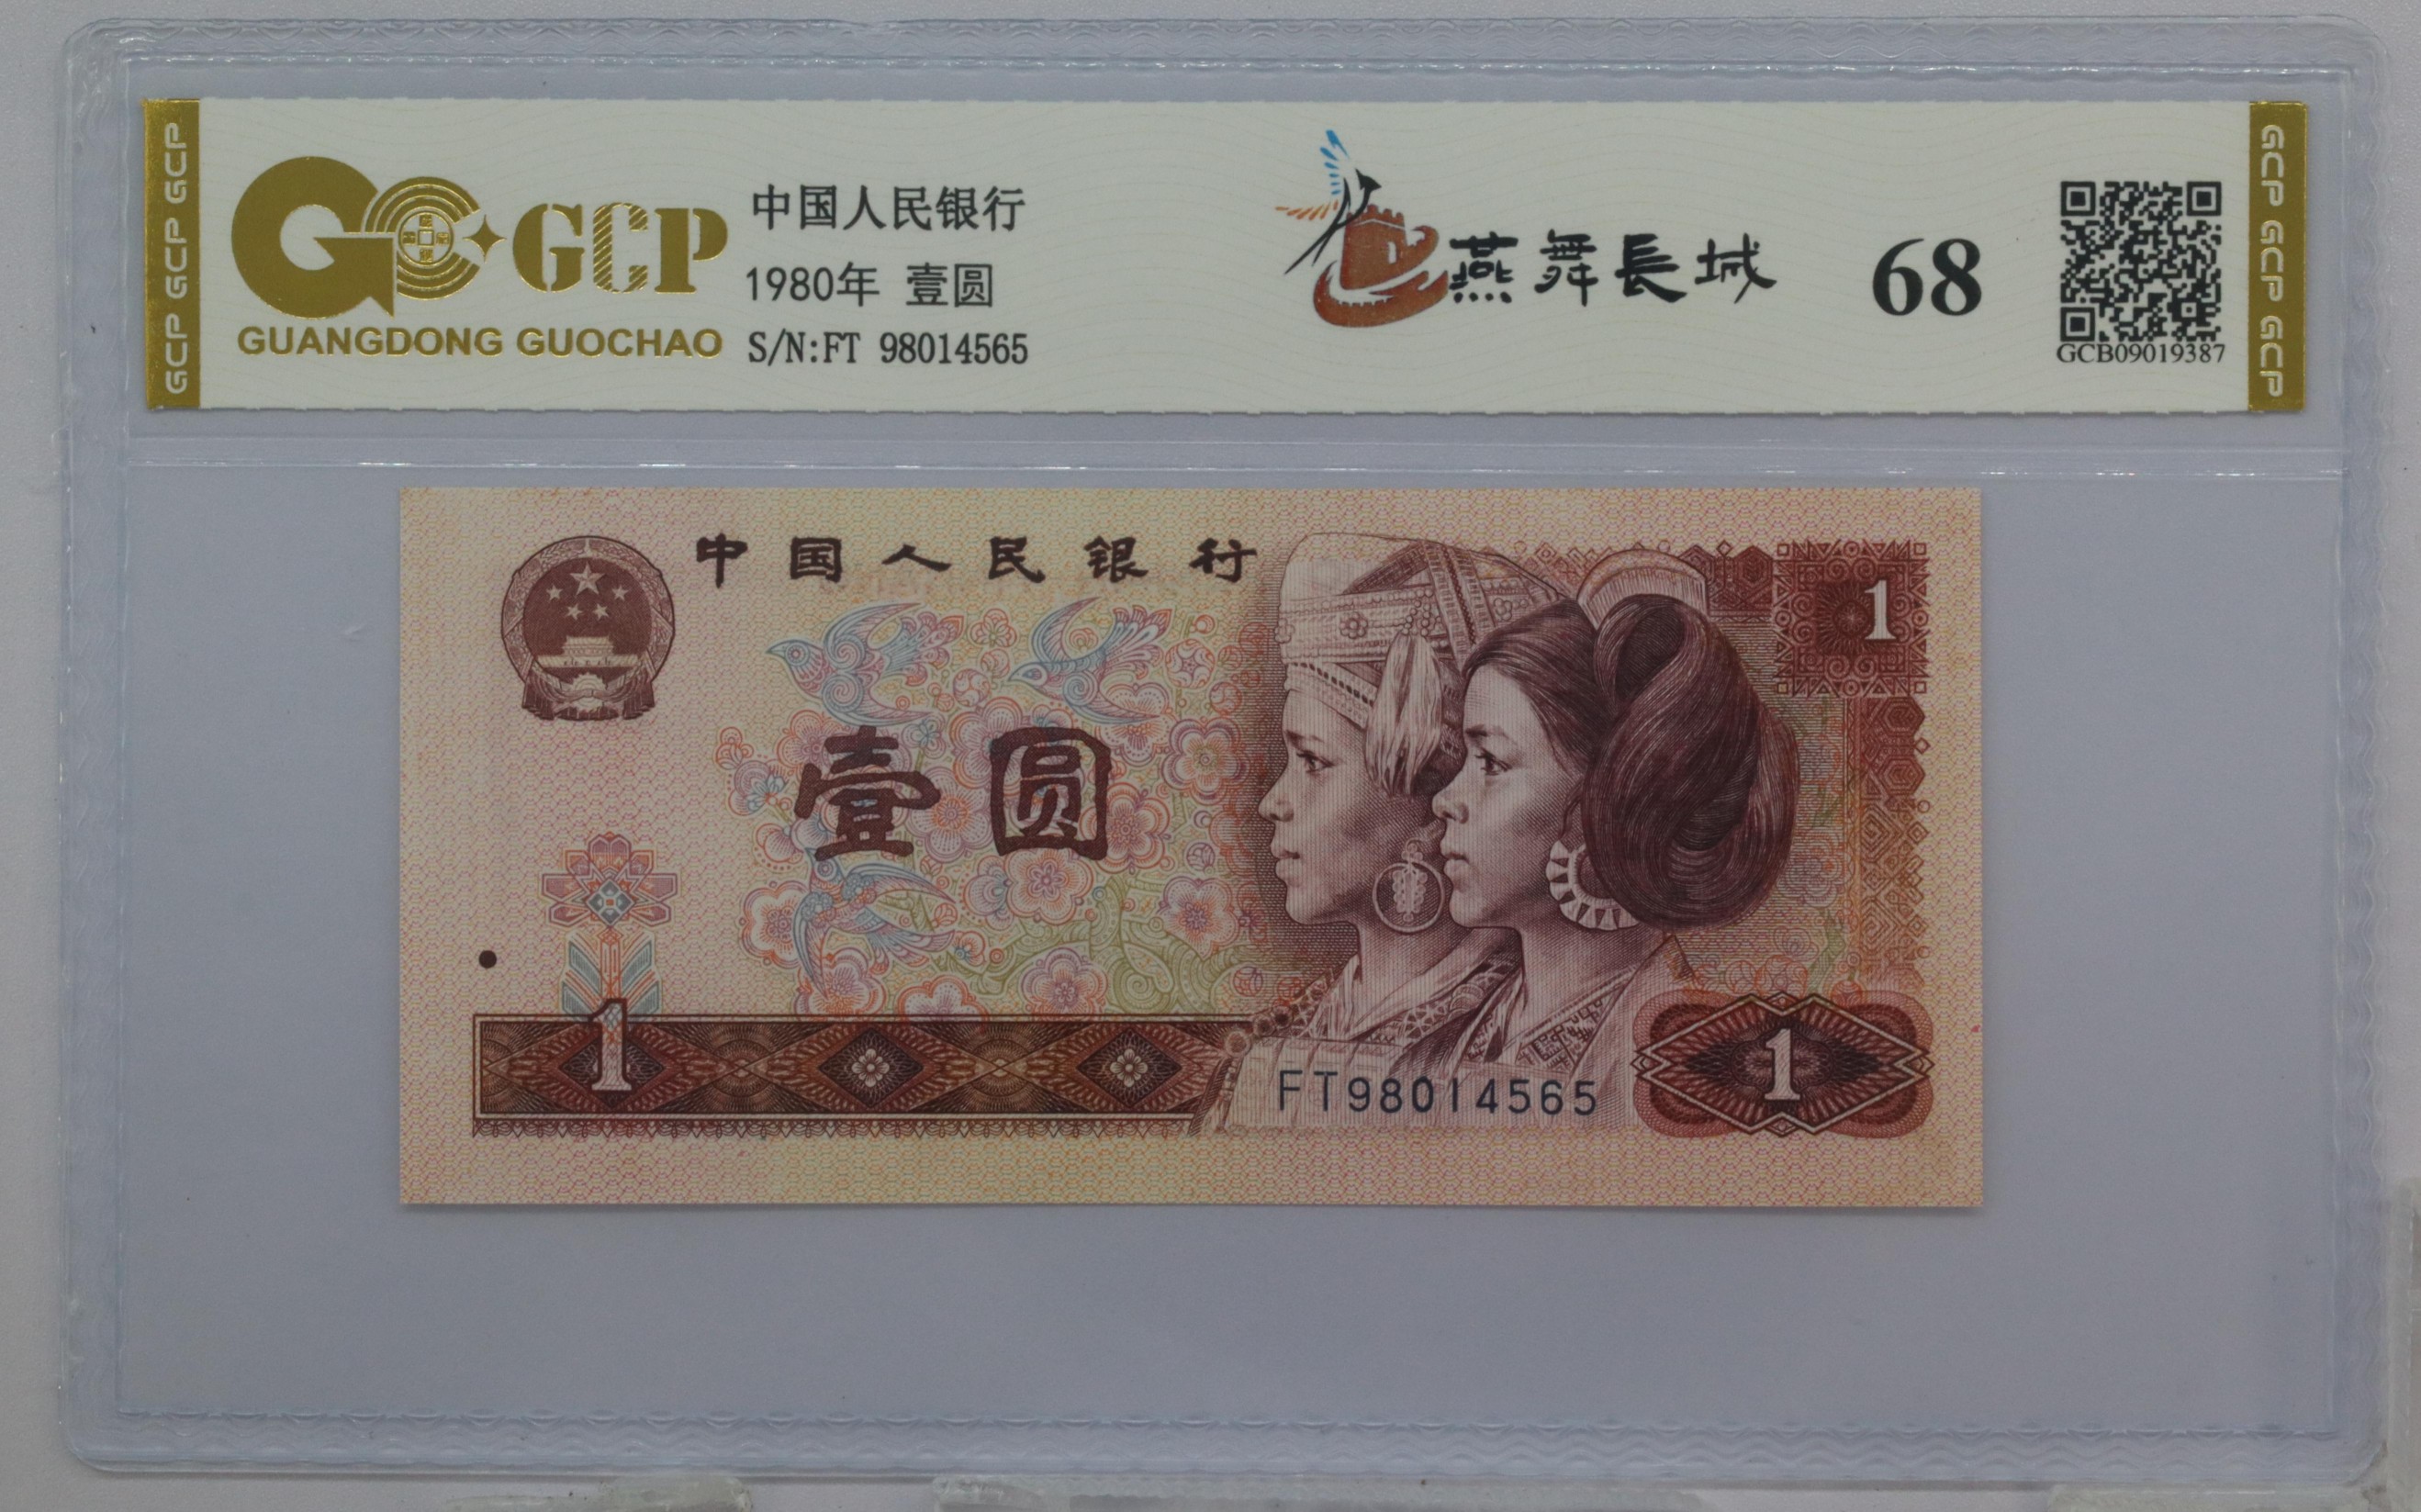 GCP GCP GCP
GCP
GUANGDONG GUOCHAO
中国人民银行
1980年 壹圆
S/N:FT 98014565
燕舞長城
68
GCB09019387
GCP GCP GCP
中国人民银行
1
壹圆
1
FT98014565
1